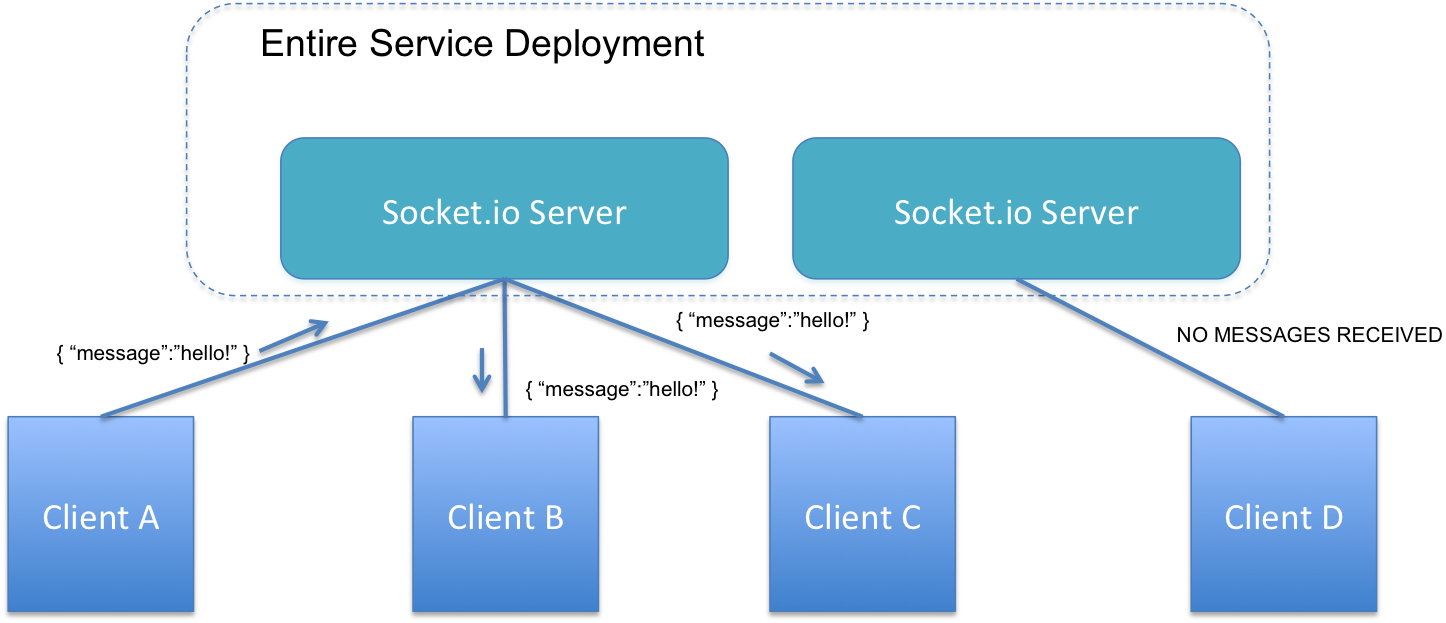 Entire Service Deployment
Socket.io Server
Socket.io Server
{ “message”:”hello!” }
NO MESSAGES RECEIVED
{ “message”:”hello!” }
{ “message”:”hello!” }
Client A
Client B
Client C
Client D